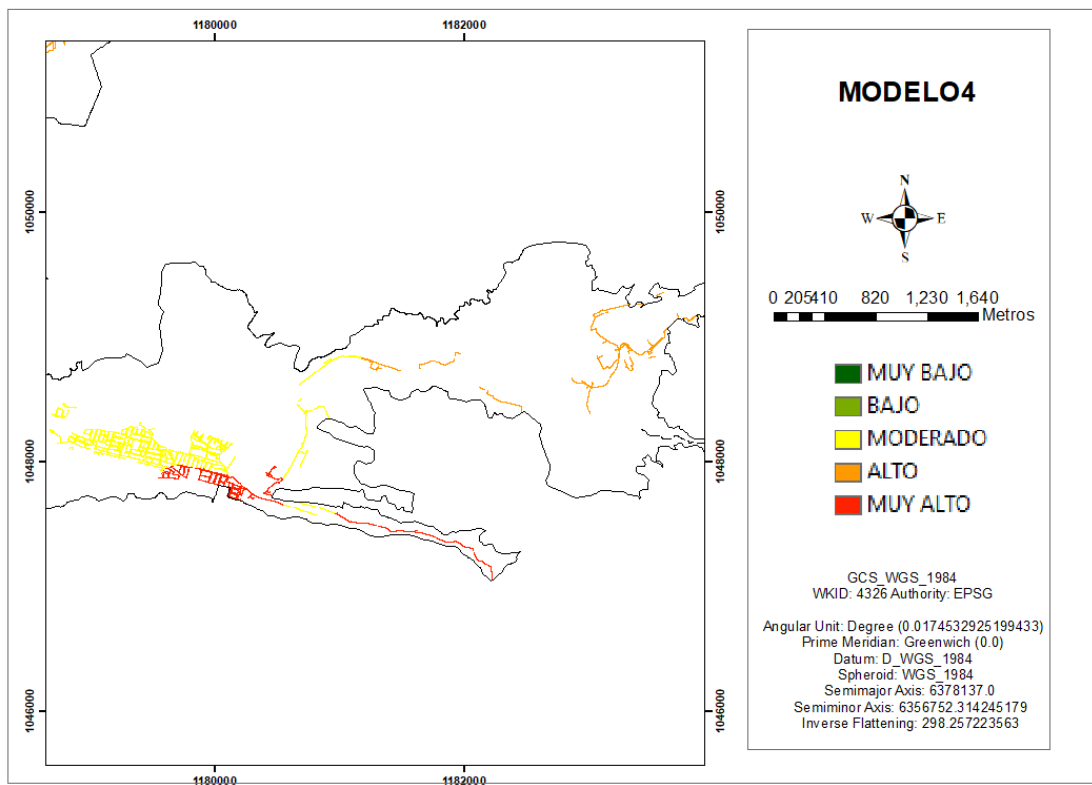 1180000 1182000
1050000
1048000
1046000
1050000
1048000
1046000
1180000 1182000
MODELO4
N
W E
S
0 205410 820 1,230 1,640
Metros
MUY BAJO
BAJO
MODERADO
ALTO
MUY ALTO
GCS_WGS_1984
WKID: 4326 Authority: EPSG
Angular Unit: Degree (0.0174532925199433)
Prime Meridian: Greenwich (0.0)
Datum: D_WGS_1984
Spheroid: WGS_1984
Semimajor Axis: 6378137.0
Semiminor Axis: 6356752.314245179
Inverse Flattening: 298.257223563